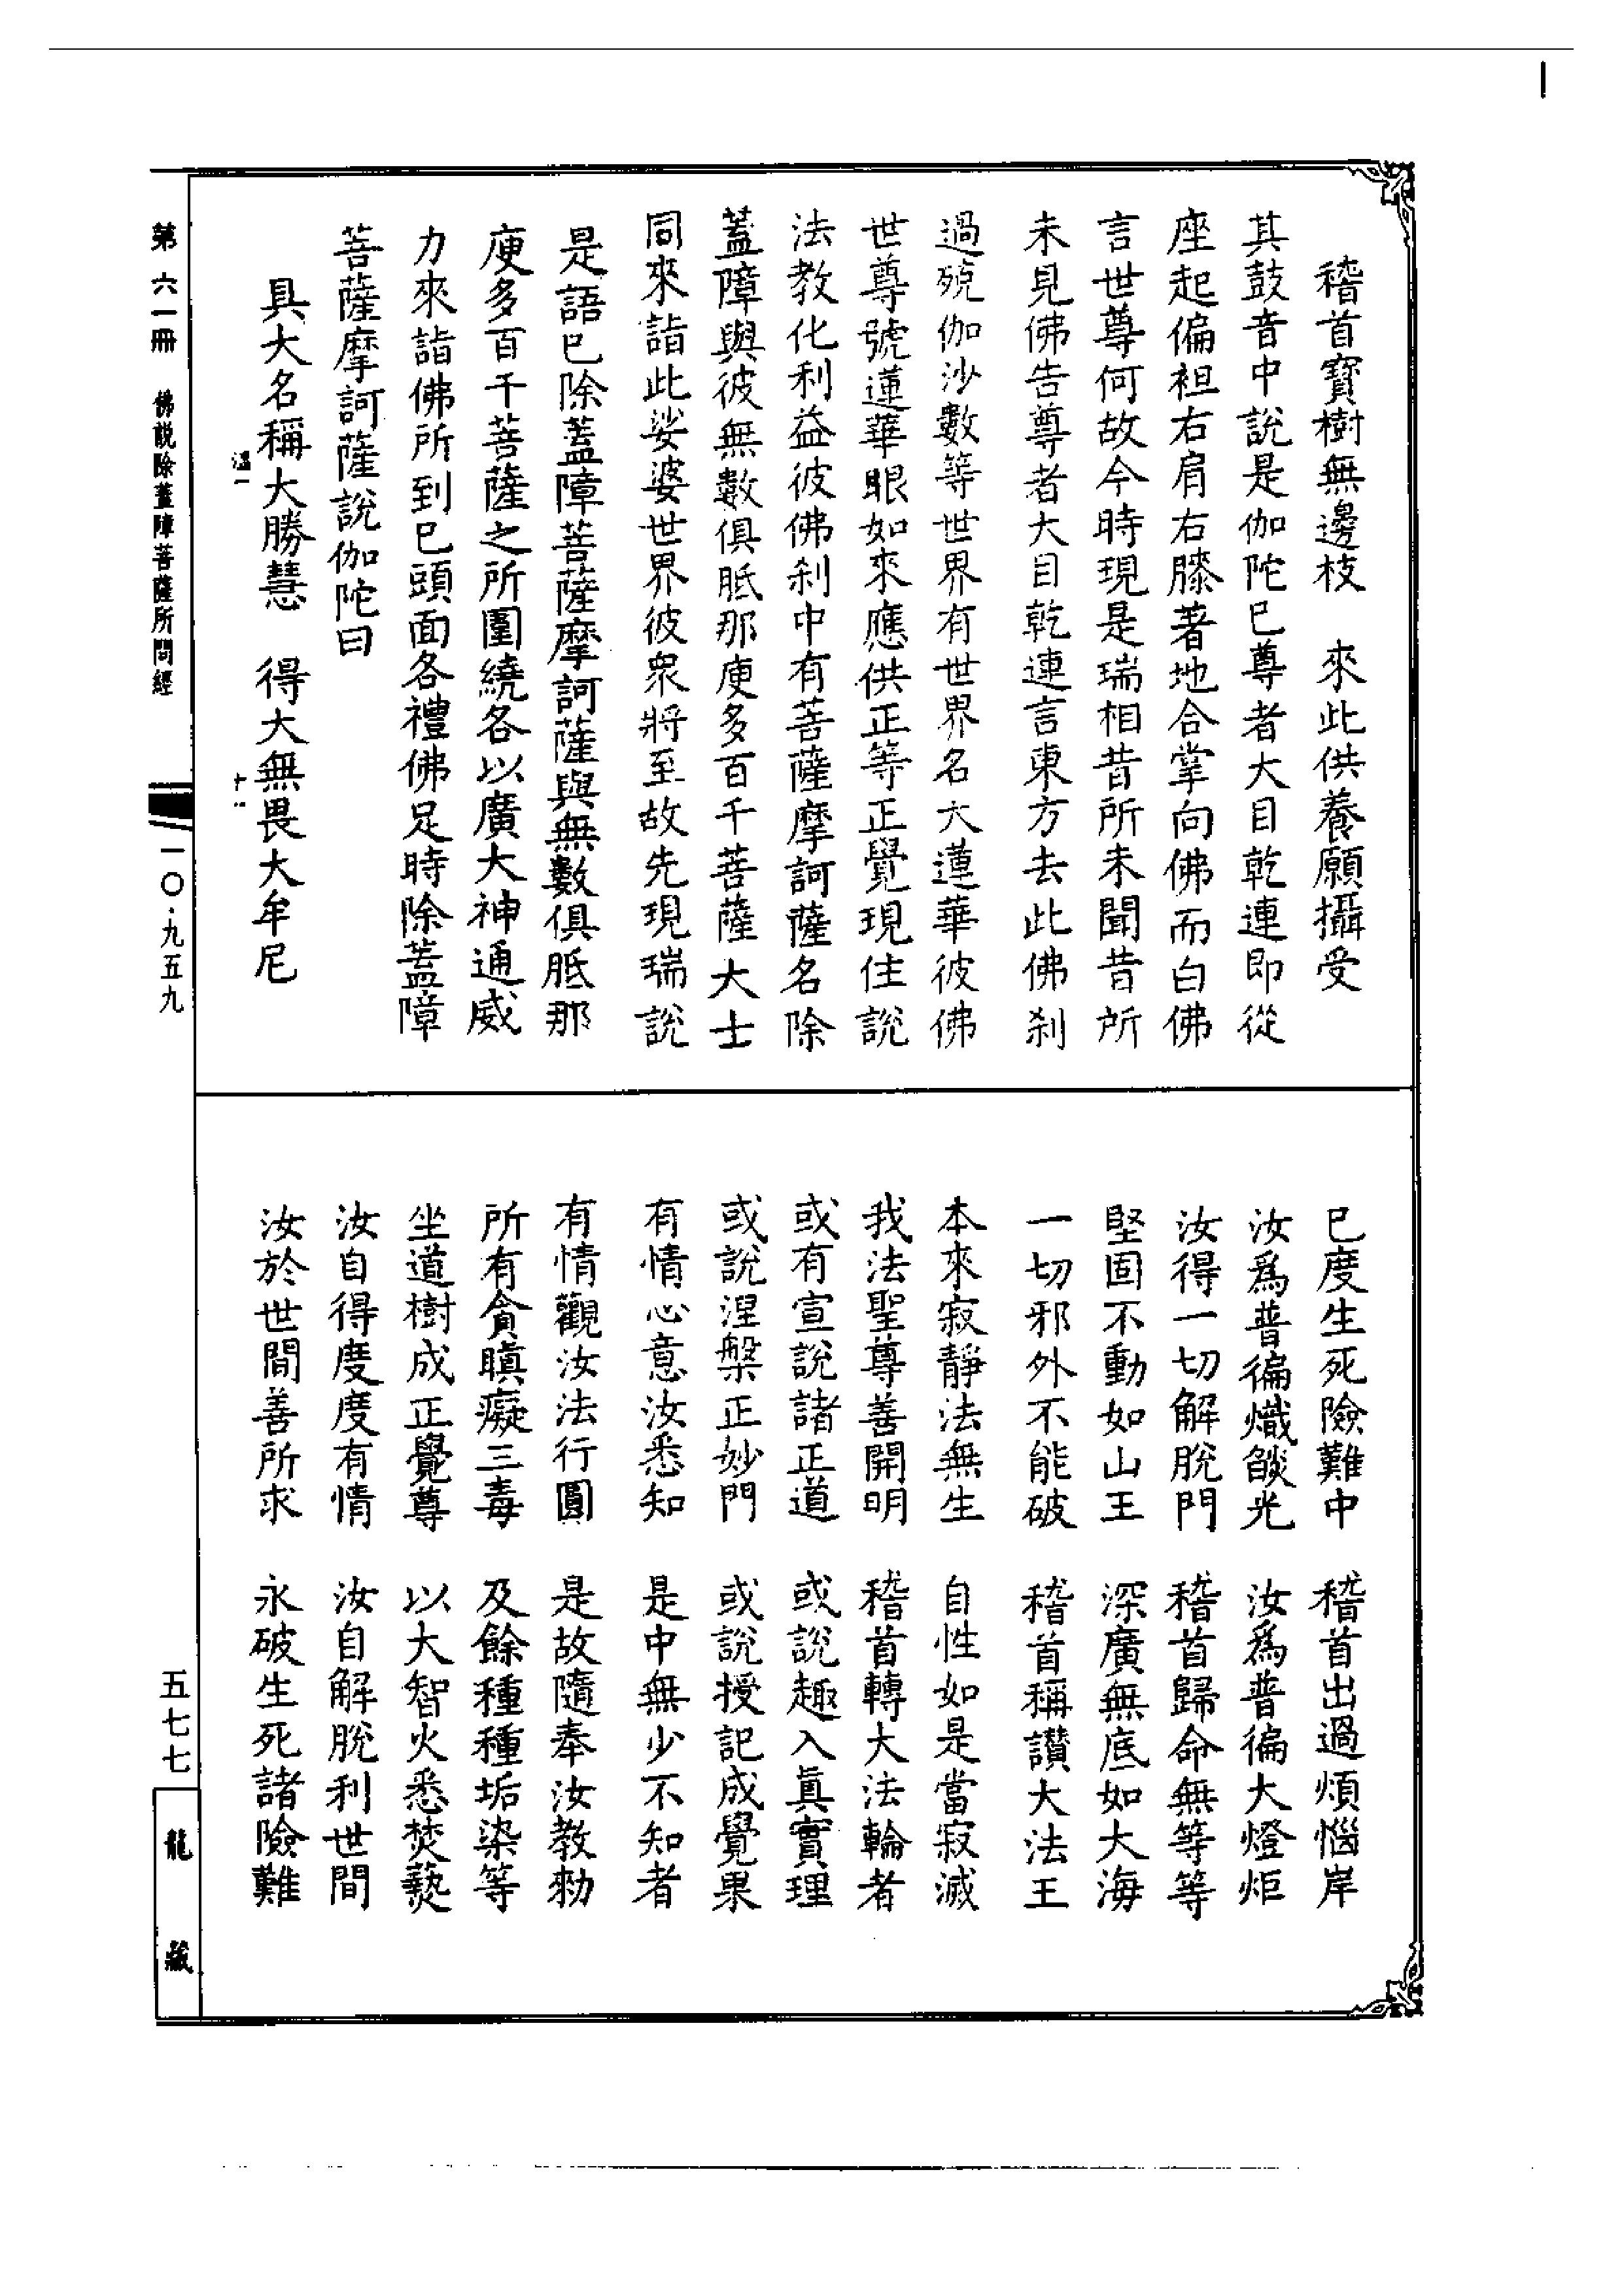 稽首寶樹無邊枝　來此供養願攝受
其鼓音中說是伽陀已尊者大目乾連即從
座起偏袒右肩右膝著地合掌向佛而白佛
言世尊何故今時現是瑞相昔所未聞昔所
未見佛告尊者大目乾連言東方去此佛刹
過殑伽沙數等世界有世界名大蓮華彼佛
世尊號蓮華眼如來應供正等正覺現住說
法教化利益彼佛刹中有菩薩摩訶薩名除
蓋障與彼無數俱胝那庾多百千菩薩大士
同來詣此娑婆世界彼衆將至故先現瑞說
是語已除蓋障菩薩摩訶薩與無數俱胝那
庾多百千菩薩之所圍繞各以廣大神通威
力來詣佛所到已頭面各禮佛足時除蓋障
菩薩摩訶薩說伽陀曰
具大名稱大勝慧　得大無畏大牟尼
已度生死險難中　稽首出過煩惱岸
汝爲普徧熾燄光　汝爲普徧大燈炬
汝得一切解脫門　稽首歸命無等等
堅固不動如山王　深廣無底如大海
一切邪外不能破　稽首稱讚大法王
本來寂靜法無生　自性如是當寂滅
我法聖尊善開明　稽首轉大法輪者
或有宣說諸正道　或說趣入眞實理
或說涅槃正妙門　或說授記成覺果
有情心意汝悉知　是中無少不知者
有情觀汝法行圓　是故隨奉汝教勑
所有貪瞋癡三毒　及餘種種垢染等
坐道樹成正覺尊　以大智火悉焚爇
汝自得度度有情　汝自解脫利世間
汝於世間善所求　永破生死諸險難
第六一冊　佛說除蓋障菩薩所問經　一〇·九五九　五七七　龍藏